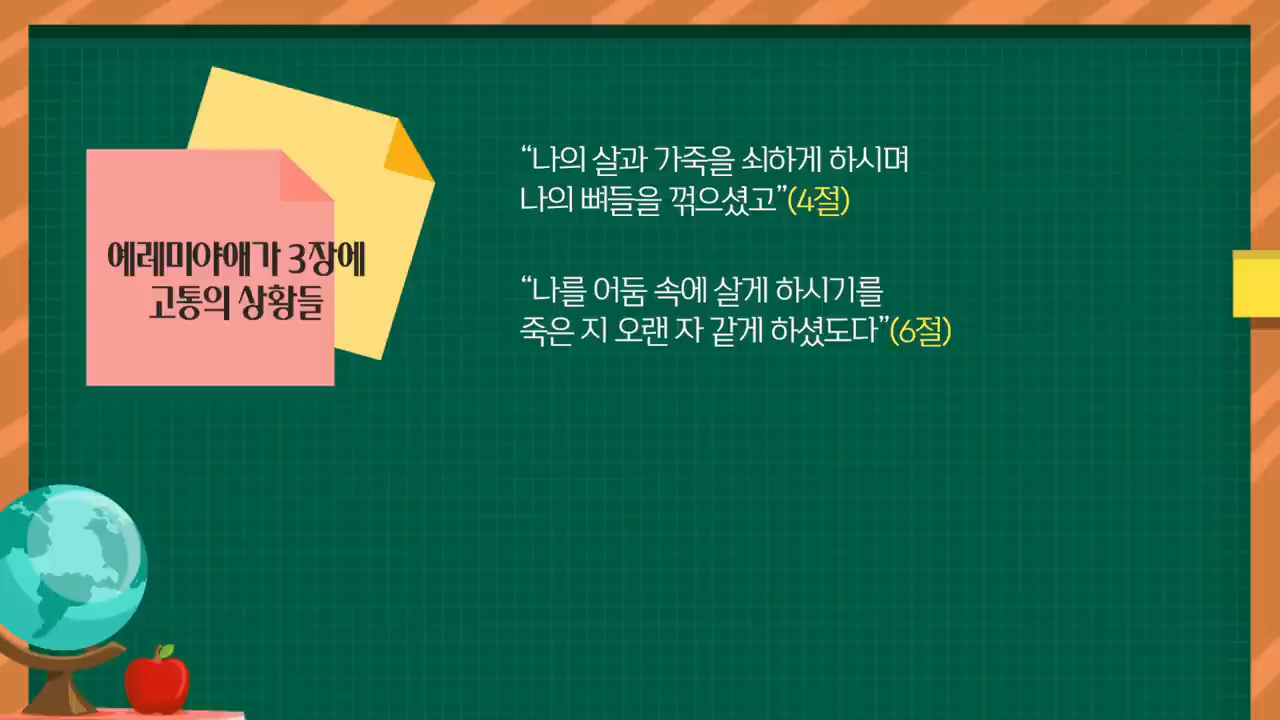 예레미야애가 3장에
고통의 상황들
“나의 살과 가죽을 쇠하게 하시며
나의 뼈들을 꺾으셨고”(4절)
“나를 어둠 속에 살게 하시기를
죽은 지 오랜 자 같게 하셨도다”(6절)